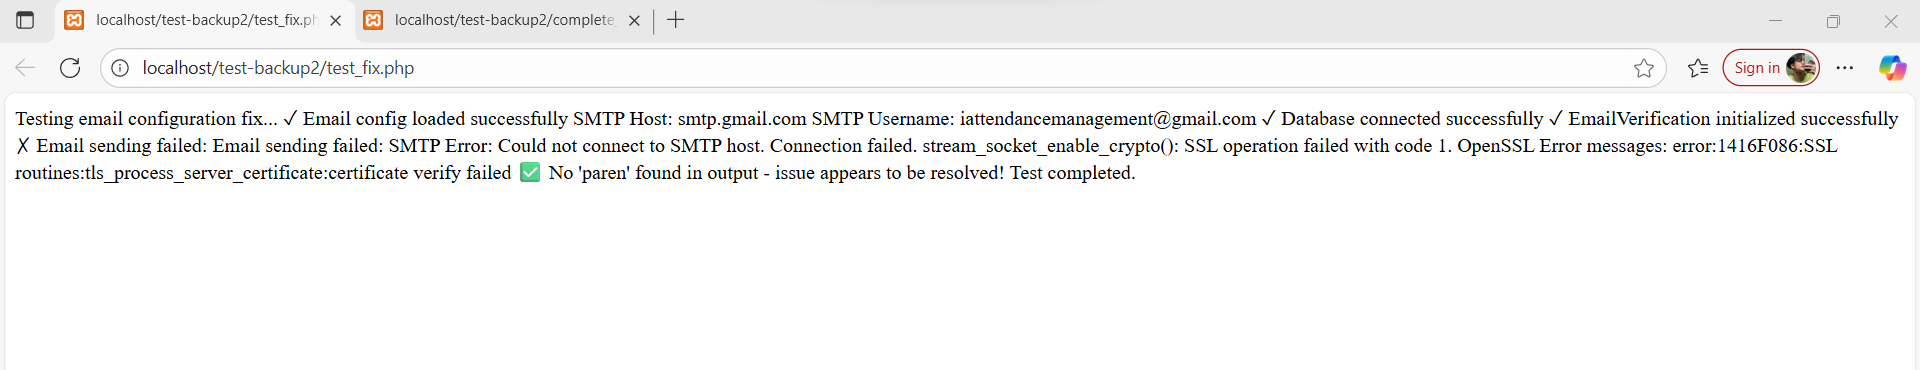 localhost/test-backup2/test_fix.ph
localhost/test-backup2/complete_
localhost/test-backup2/test_fix.php
Sign in
Testing email configuration fix... ✓ Email config loaded successfully SMTP Host: smtp.gmail.com SMTP Username: iattendancemanagement@gmail.com ✓ Database connected successfully ✓ EmailVerification initialized successfully
✗ Email sending failed: Email sending failed: SMTP Error: Could not connect to SMTP host. Connection failed. stream_socket_enable_crypto(): SSL operation failed with code 1. OpenSSL Error messages: error:1416F086:SSL
routines:tls_process_server_certificate:certificate verify failed ✅ No 'paren' found in output - issue appears to be resolved! Test completed.